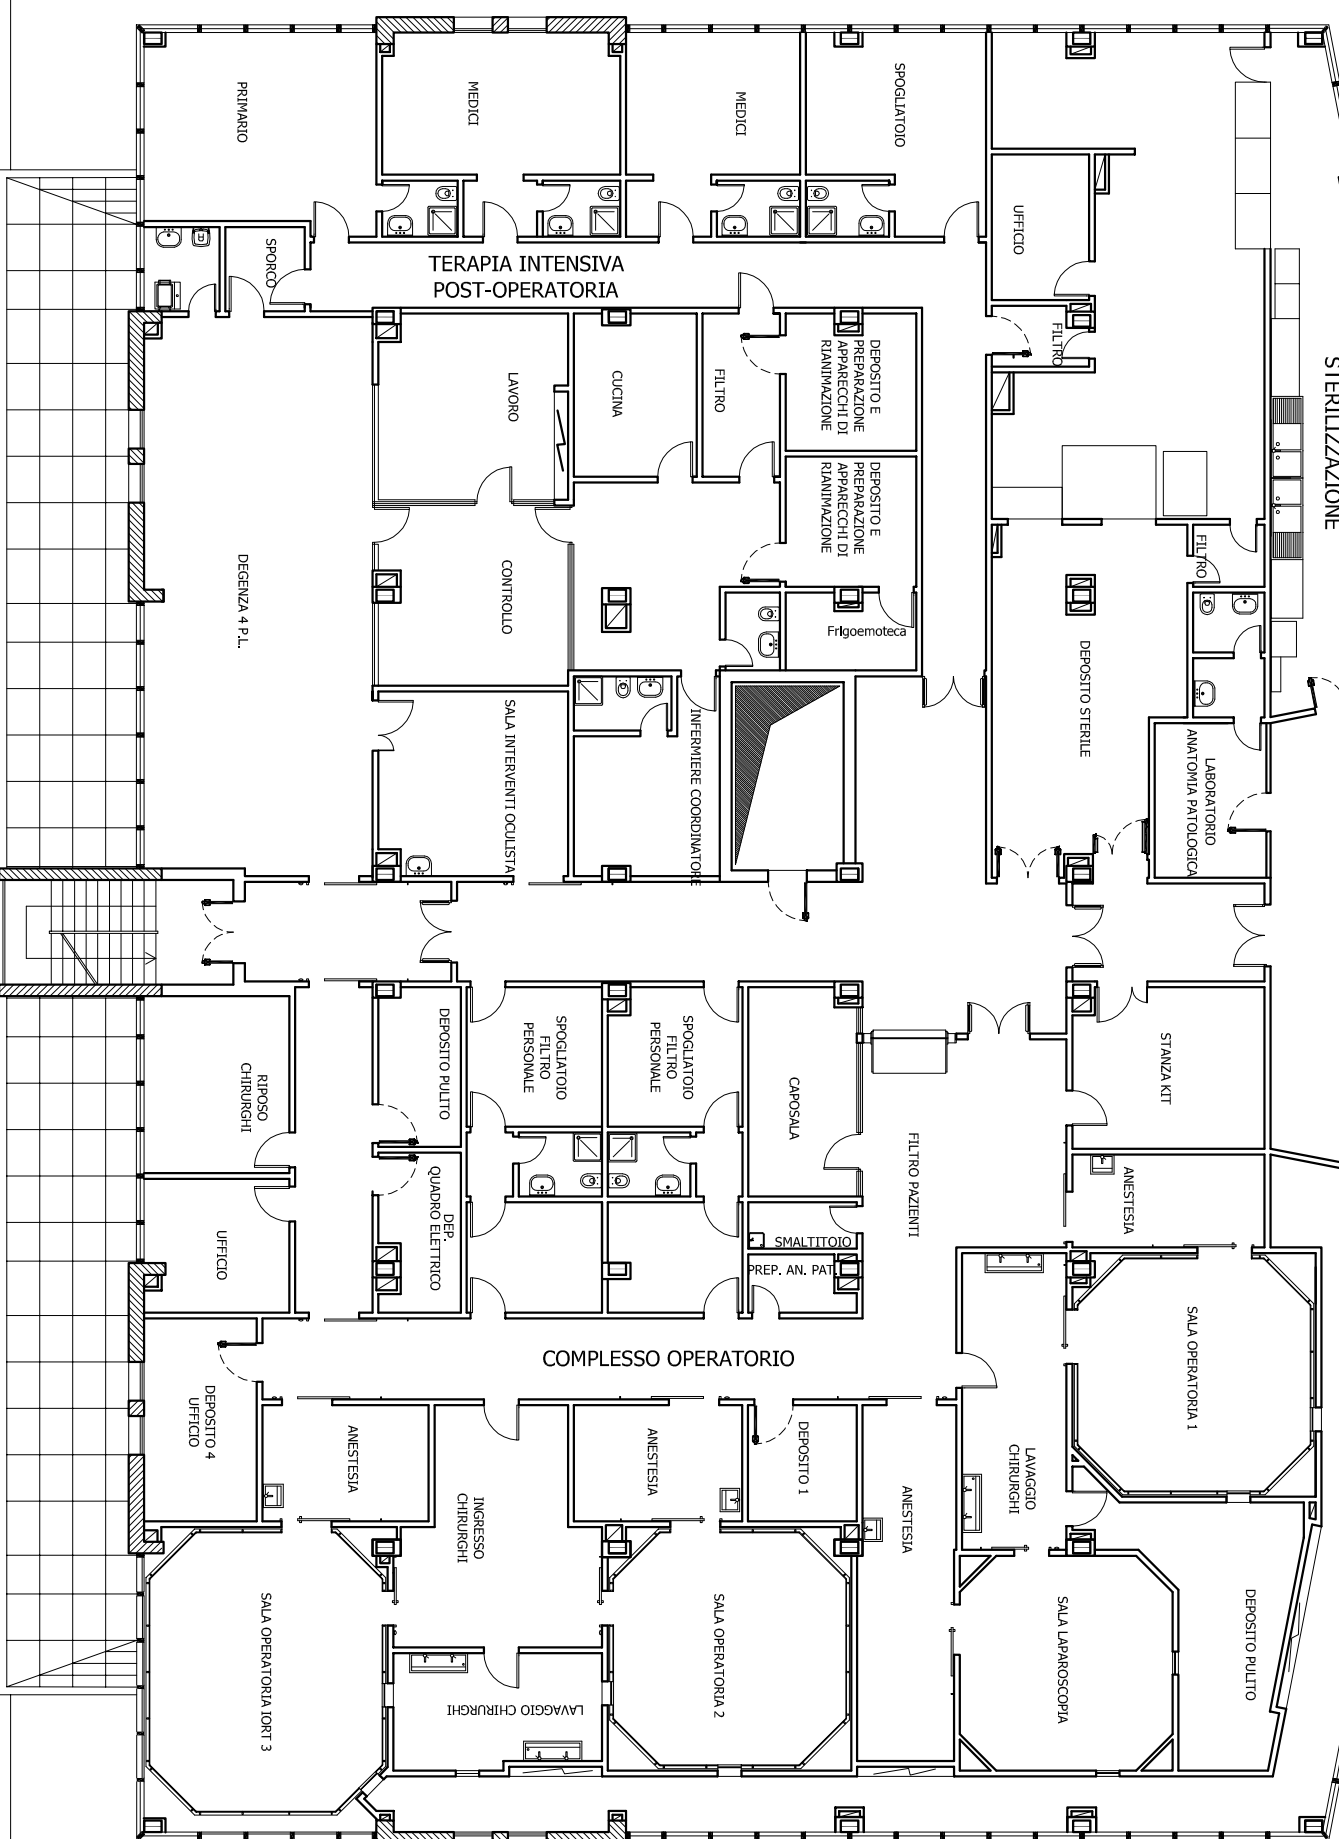 PRIMARIO
MEDICI
MEDICI
SPOGLIATOIO
UFFICIO
SPORCO
TERAPIA INTENSIVA
POST-OPERATORIA
FILTRO
STERILIZZAZIONE
LAVORO
CUCINA
FILTRO
DEPOSITO E
PREPARAZIONE
APPARECCHI DI
RIANIMAZIONE
DEPOSITO E
PREPARAZIONE
APPARECCHI DI
RIANIMAZIONE
DEGENZA 4 P.L.
CONTROLLO
Frigoemoteca
FILTRO
DEPOSITO STERILE
SALA INTERVENTI OCULISTA
INFERMIERE COORDINATORE
LABORATORIO
ANATOMIA PATOLOGICA
RIPOSO
CHIRURGHI
DEPOSITO PULITO
SPOGLIATOIO
FILTRO
PERSONALE
SPOGLIATOIO
FILTRO
PERSONALE
CAPOSALA
STANZA KIT
FILTRO PAZIENTI
ANESTESIA
UFFICIO
DEP.
QUADRO ELETTRICO
SMALTITOIO
PREP. AN. PAT.
SALA OPERATORIA 1
COMPLESSO OPERATORIO
DEPOSITO 4
UFFICIO
ANESTESIA
INGRESSO
CHIRURGHI
ANESTESIA
DEPOSITO 1
ANESTESIA
LAVAGGIO
CHIRURGHI
SALA OPERATORIA IORT 3
LAVAGGIO CHIRURGHI
SALA OPERATORIA 2
SALA LAPAROSCOPIA
DEPOSITO PULITO